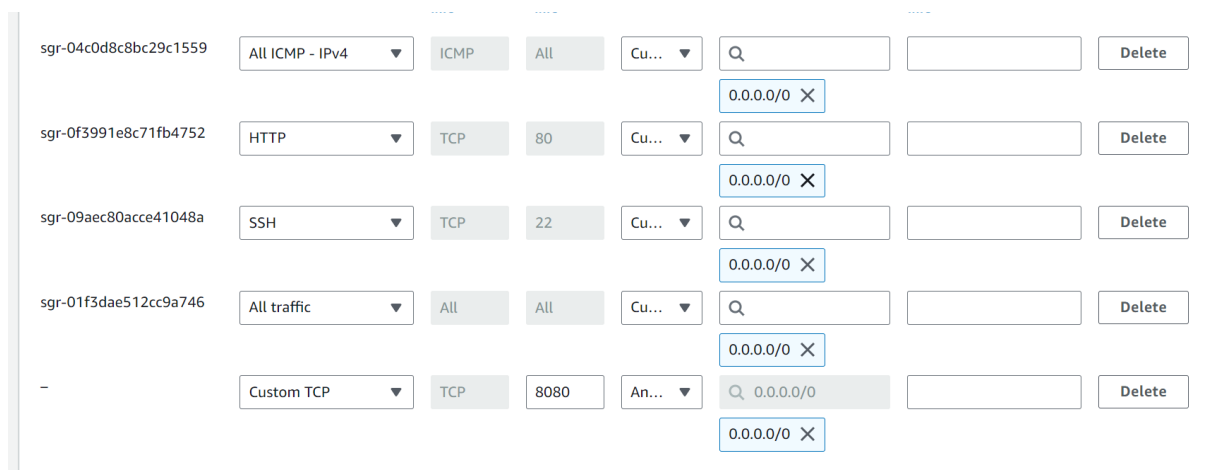 sgr-04c0d8c8bc29c1559 All ICMP - IPv4 ICMP All Cu... Delete
0.0.0.0/0
sgr-0f3991e8c71fb4752 HTTP TCP 80 Cu... Delete
0.0.0.0/0
sgr-09aec80acce41048a SSH TCP 22 Cu... Delete
0.0.0.0/0
sgr-01f3dae512cc9a746 All traffic All All Cu... Delete
0.0.0.0/0
– Custom TCP TCP 8080 An... 0.0.0.0/0 Delete
0.0.0.0/0